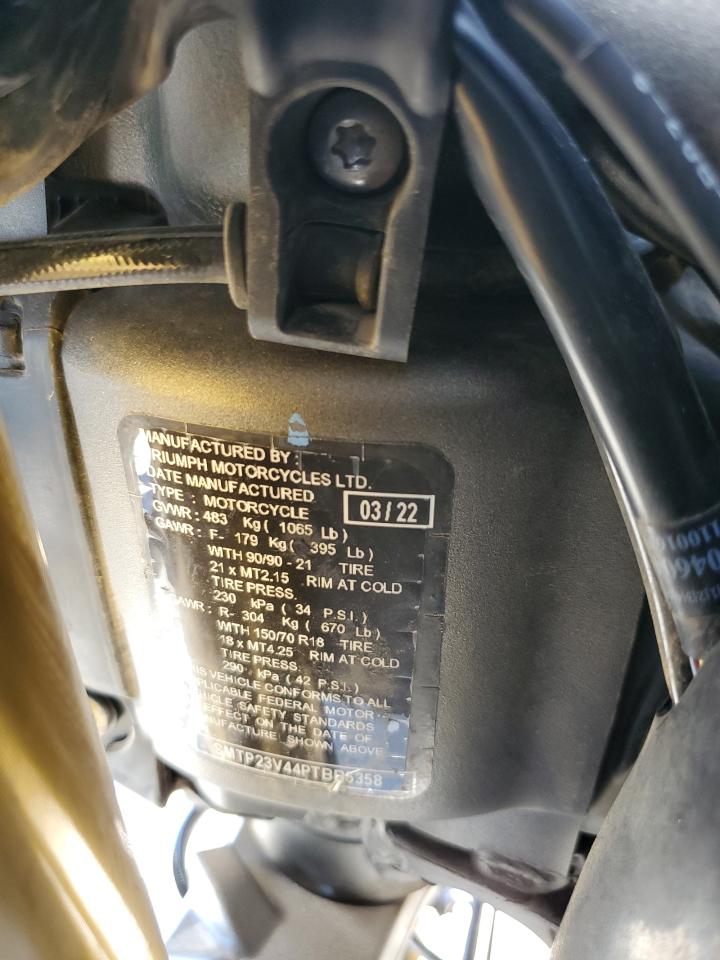 MANUFACTURED BY :
RIUMPH MOTORCYCLES LTD.
DATE MANUFACTURED
03 / 22
TYPE : MOTORCYCLE
GVWR : 483 Kg ( 1065 Lb )
GAWR : F- 179 Kg ( 395 Lb )
WITH 90/90 - 21 TIRE
21 x MT2.15 RIM AT COLD
TIRE PRESS.
230 kPa ( 34 P.S.I. )
GAWR : R- 304 Kg ( 670 Lb )
WITH 150/70 R18 TIRE
18 x MT4.25 RIM AT COLD
TIRE PRESS.
290 kPa ( 42 P.S.I. )
VEHICLE CONFORMS TO ALL
PLICABLE FEDERAL MOTOR
HICLE SAFETY STANDARDS
EFFECT ON THE DATE OF
NUFACTURE SHOWN ABOVE